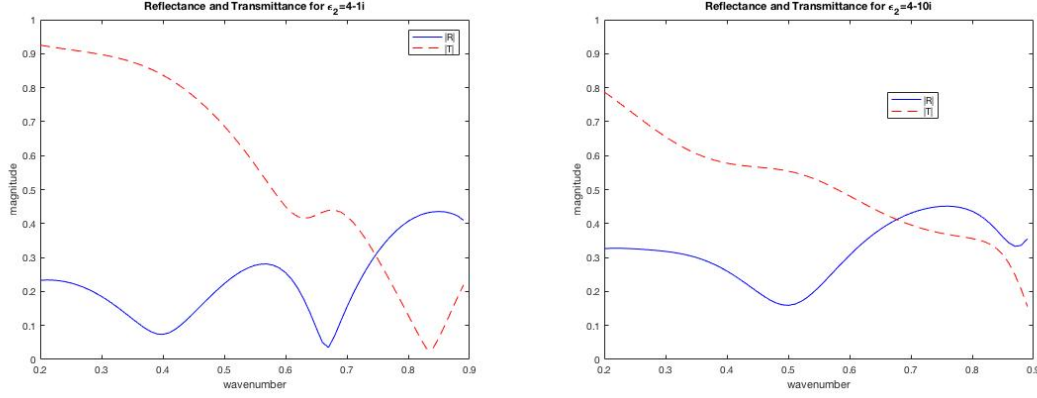 Reflectance and Transmittance for ϵ₂=4-1i
|R|
|T|
magnitude
1
0.9
0.8
0.7
0.6
0.5
0.4
0.3
0.2
0.1
0
0.2 0.3 0.4 0.5 0.6 0.7 0.8 0.9
wavenumber
Reflectance and Transmittance for ϵ₂=4-10i
|R|
|T|
magnitude
1
0.9
0.8
0.7
0.6
0.5
0.4
0.3
0.2
0.1
0
0.2 0.3 0.4 0.5 0.6 0.7 0.8 0.9
wavenumber